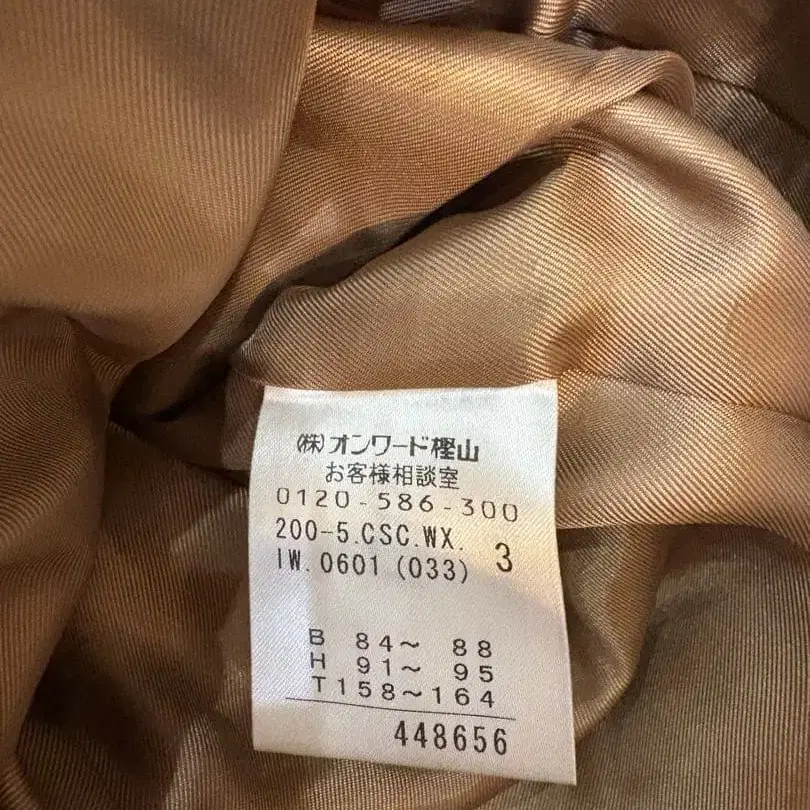 (株)オンワード樫山
お客様相談室
0120-586-300
200-5.CSC.WX. 3
IW.0601 (033)
B 84～ 88
H 91～ 95
T158～164
448656